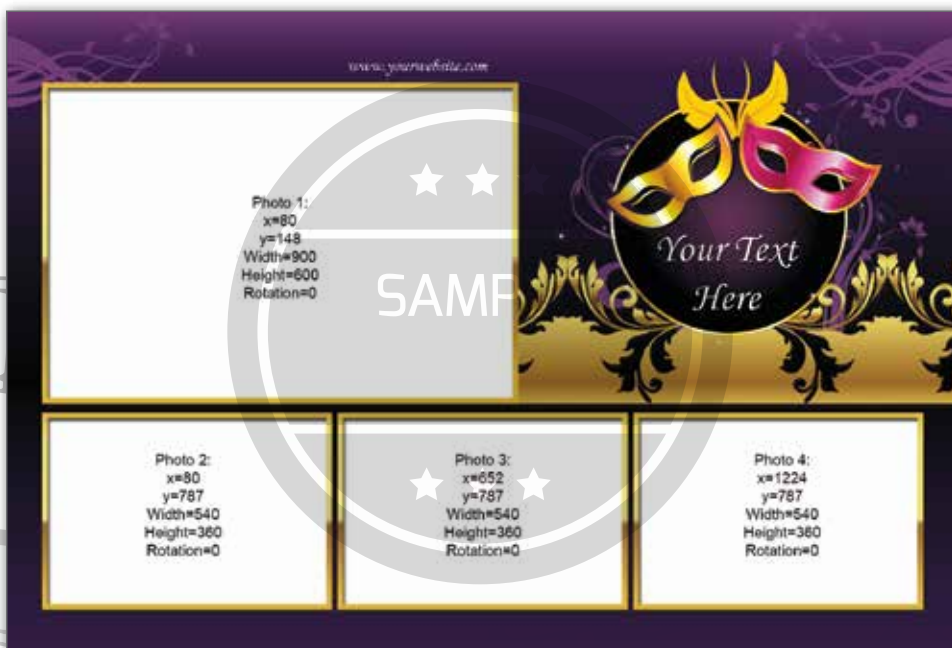 www.yourwebsite.com
Photo 1:
x=80
y=148
Width=900
Height=600
Rotation=0
SAMP
Your Text
Here
Photo 2:
x=80
y=787
Width=540
Height=360
Rotation=0
Photo 3:
x=652
y=787
Width=540
Height=360
Rotation=0
Photo 4:
x=1224
y=787
Width=540
Height=360
Rotation=0